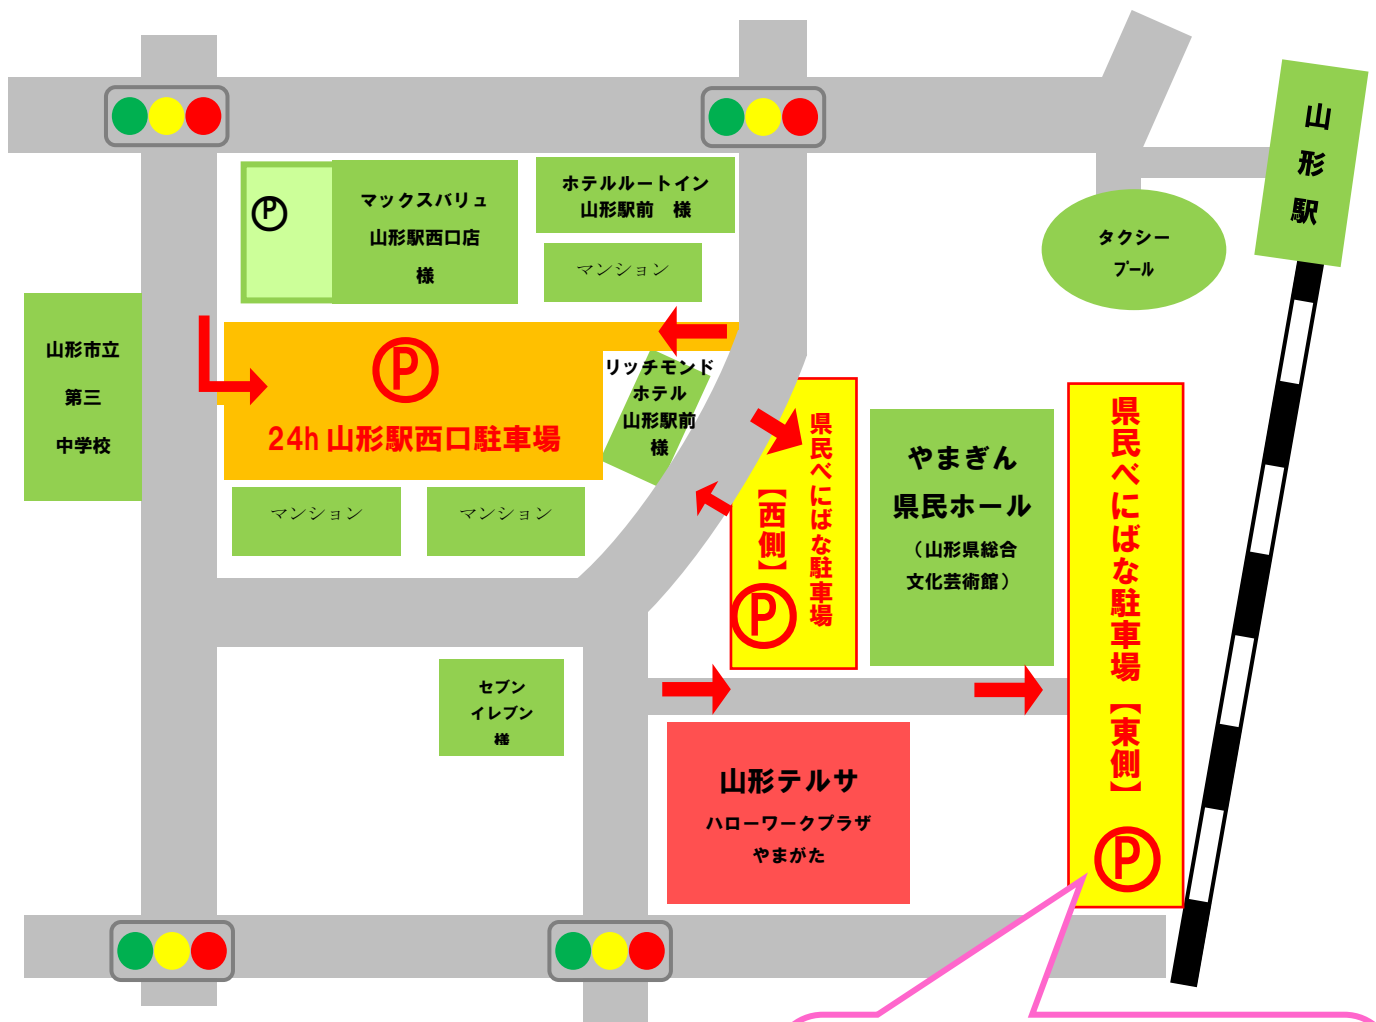 山形駅
Ⓟ
マックスバリュ
山形駅西口店
様
ホテルルートイン
山形駅前　様
マンション
タクシー
プール
山形市立
第三
中学校
Ⓟ
24h 山形駅西口駐車場
リッチモンド
ホテル
山形駅前
様
マンション
マンション
県民べにばな駐車場
【西側】
Ⓟ
やまぎん
県民ホール
（山形県総合
文化芸術館）
県民べにばな駐車場【東側】
Ⓟ
セブン
イレブン
様
山形テルサ
ハローワークプラザ
やまがた